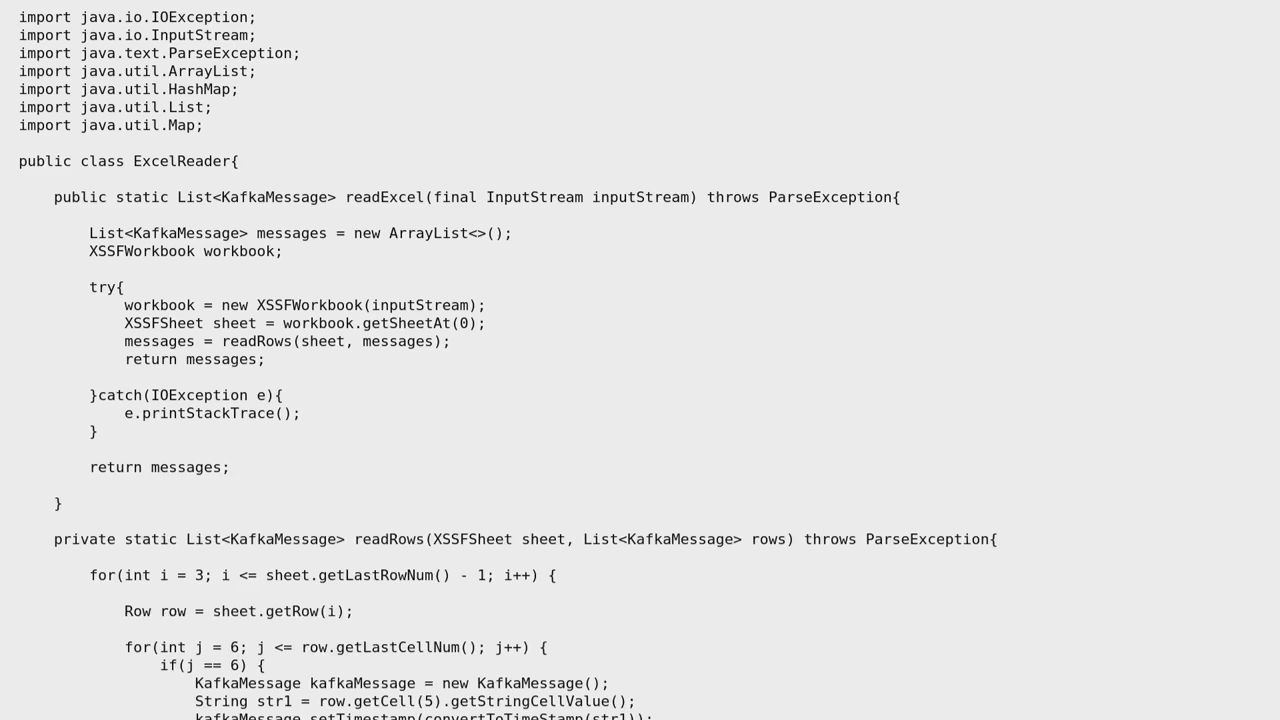 import java.io.IOException;
import java.io.InputStream;
import java.text.ParseException;
import java.util.ArrayList;
import java.util.HashMap;
import java.util.List;
import java.util.Map;

public class ExcelReader{

    public static List<KafkaMessage> readExcel(final InputStream inputStream) throws ParseException{

        List<KafkaMessage> messages = new ArrayList<>();
        XSSFWorkbook workbook;

        try{
            workbook = new XSSFWorkbook(inputStream);
            XSSFSheet sheet = workbook.getSheetAt(0);
            messages = readRows(sheet, messages);
            return messages;

        }catch(IOException e){
            e.printStackTrace();
        }

        return messages;

    }

    private static List<KafkaMessage> readRows(XSSFSheet sheet, List<KafkaMessage> rows) throws ParseException{

        for(int i = 3; i <= sheet.getLastRowNum() - 1; i++) {

            Row row = sheet.getRow(i);

            for(int j = 6; j <= row.getLastCellNum(); j++) {
                if(j == 6) {
                    KafkaMessage kafkaMessage = new KafkaMessage();
                    String str1 = row.getCell(5).getStringCellValue();
                    kafkaMessage.setTimestamp(convertToTimeStamp(str1));